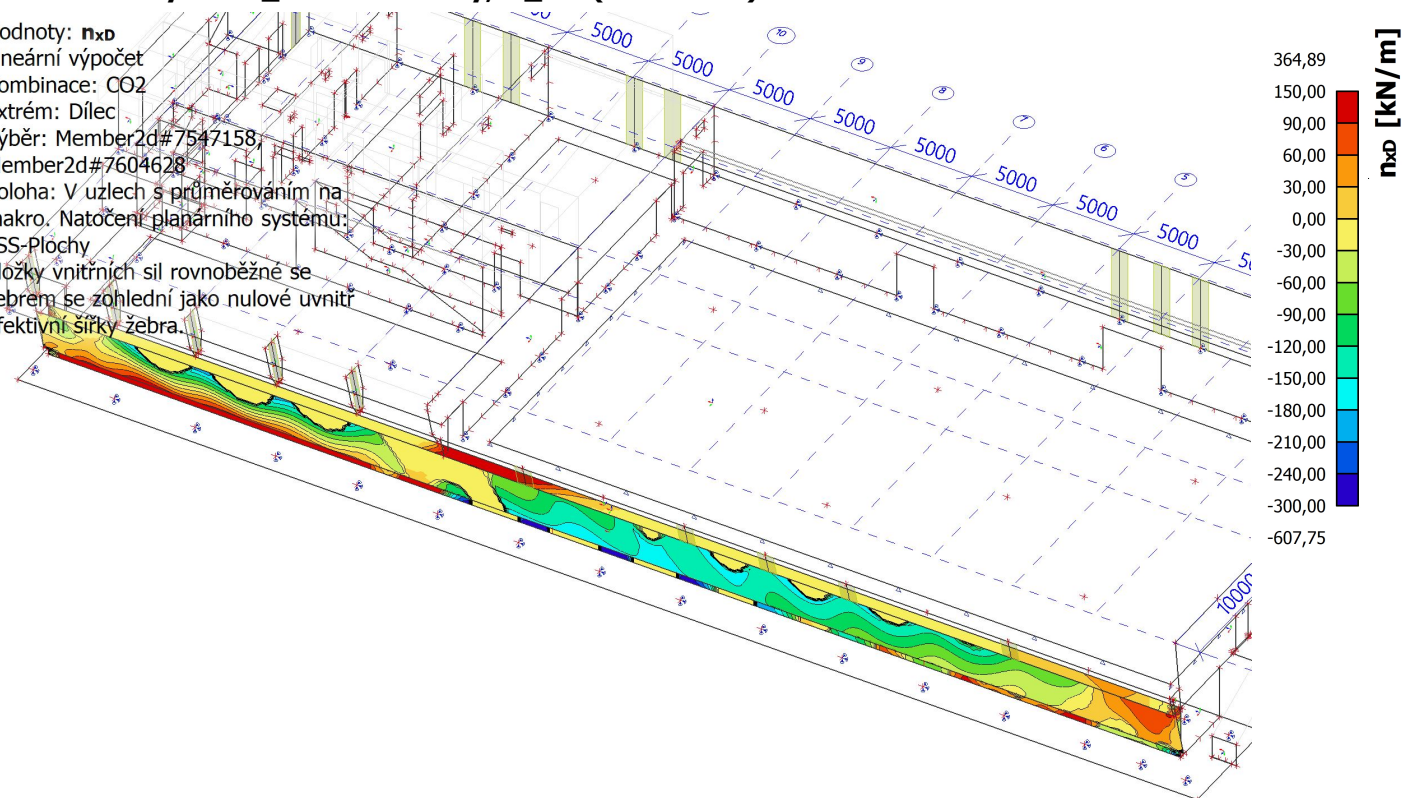 odnoty: nxD
neární výpočet
ombinace: CO2
xtrém: Dílec
ýběr: Member2d#7547158,
ember2d#7604628
oloha: V uzlech s průměrováním na
akro. Natočení planárního systému:
SS-Plochy
ložky vnitřních sil rovnoběžné se
ebrem se zohlední jako nulové uvnitř
fektivní šířky žebra.
5000
5000
5000
5000
5000
5000
5000
5000
10
9
8
7
6
5
10000
nxD [kN/m]
364,89
150,00
90,00
60,00
30,00
0,00
-30,00
-60,00
-90,00
-120,00
-150,00
-180,00
-210,00
-240,00
-300,00
-607,75